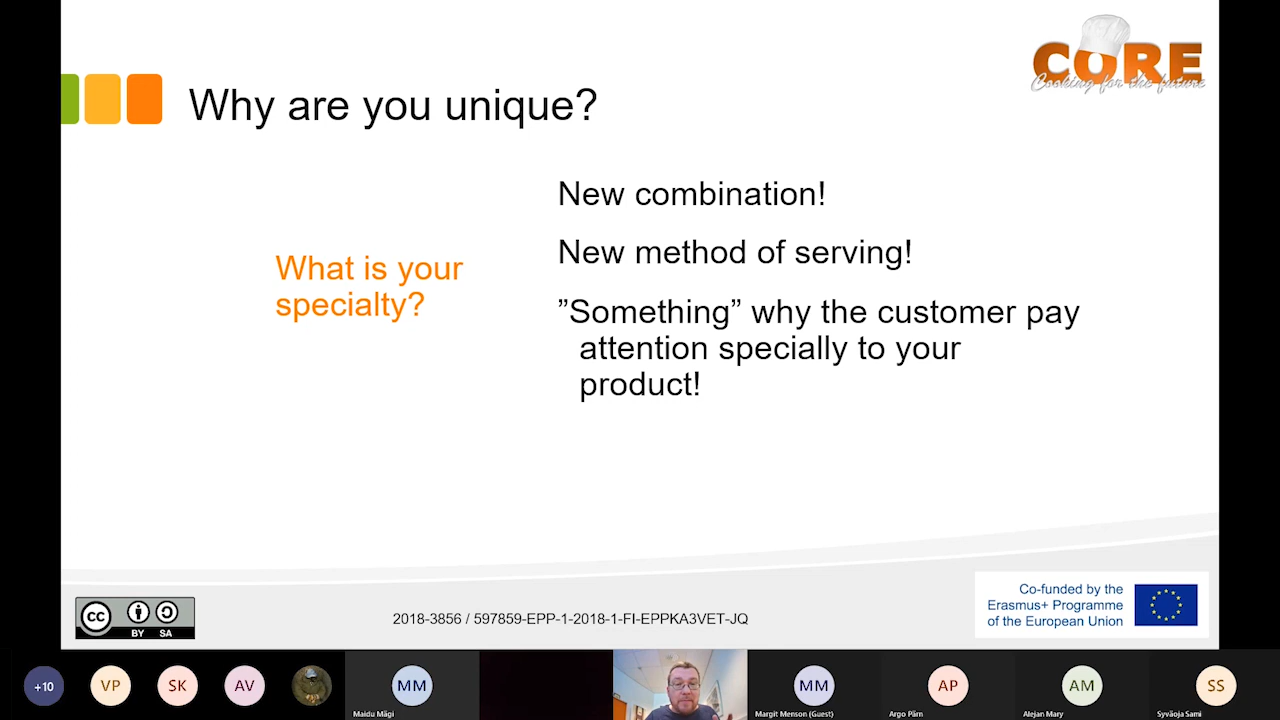 CORE
Cooking for the future
Why are you unique?
New combination!
New method of serving!
What is your
specialty?
”Something” why the customer pay
attention specially to your
product!
cc BY SA
2018-3856 / 597859-EPP-1-2018-1-FI-EPPKA3VET-JQ
Co-funded by the
Erasmus+ Programme
of the European Union
+10
VP
SK
AV
MM
Maidu Mägi
MM
Margit Menson (Guest)
AP
Argo Pärn
AM
Alejan Mary
SS
Syväoja Sami